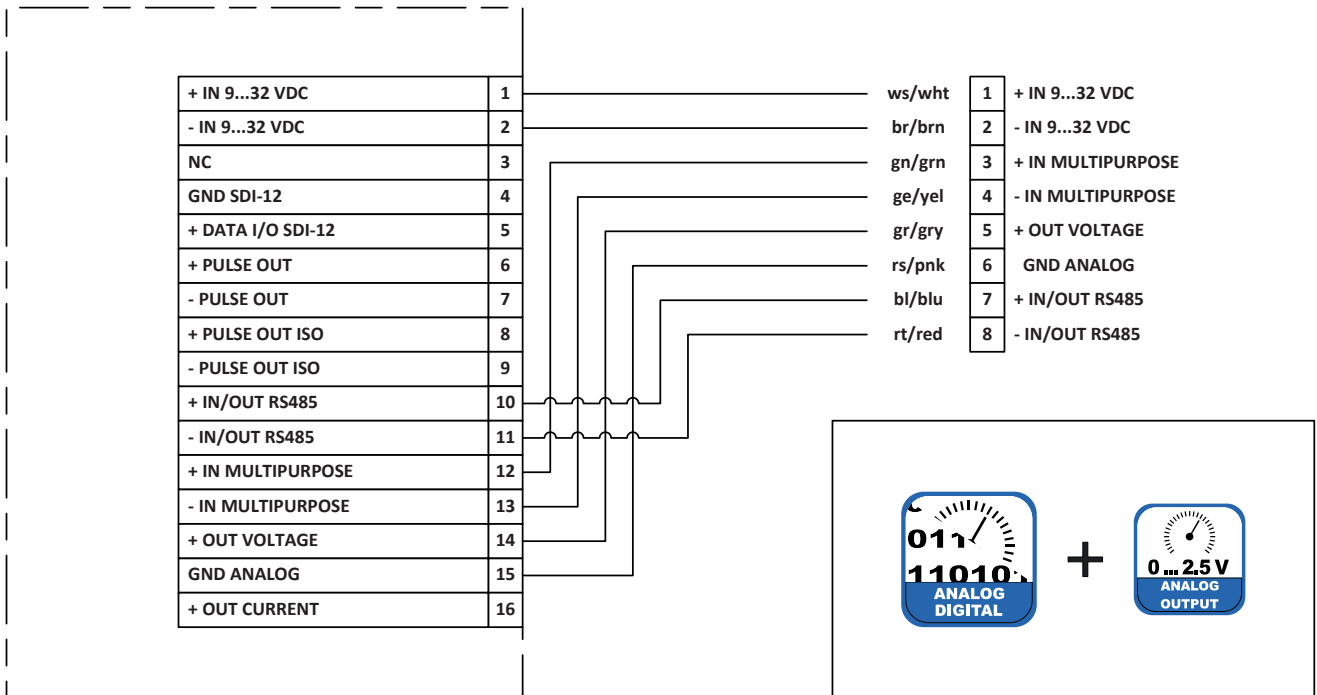 + IN 9...32 VDC 1
- IN 9...32 VDC 2
NC 3
GND SDI-12 4
+ DATA I/O SDI-12 5
+ PULSE OUT 6
- PULSE OUT 7
+ PULSE OUT ISO 8
- PULSE OUT ISO 9
+ IN/OUT RS485 10
- IN/OUT RS485 11
+ IN MULTIPURPOSE 12
- IN MULTIPURPOSE 13
+ OUT VOLTAGE 14
GND ANALOG 15
+ OUT CURRENT 16
ws/wht 1 + IN 9...32 VDC
br/brn 2 - IN 9...32 VDC
gn/grn 3 + IN MULTIPURPOSE
ge/yel 4 - IN MULTIPURPOSE
gr/gry 5 + OUT VOLTAGE
rs/pnk 6 GND ANALOG
bl/blu 7 + IN/OUT RS485
rt/red 8 - IN/OUT RS485
011
11010
ANALOG
DIGITAL
+
0 ... 2.5 V
ANALOG
OUTPUT